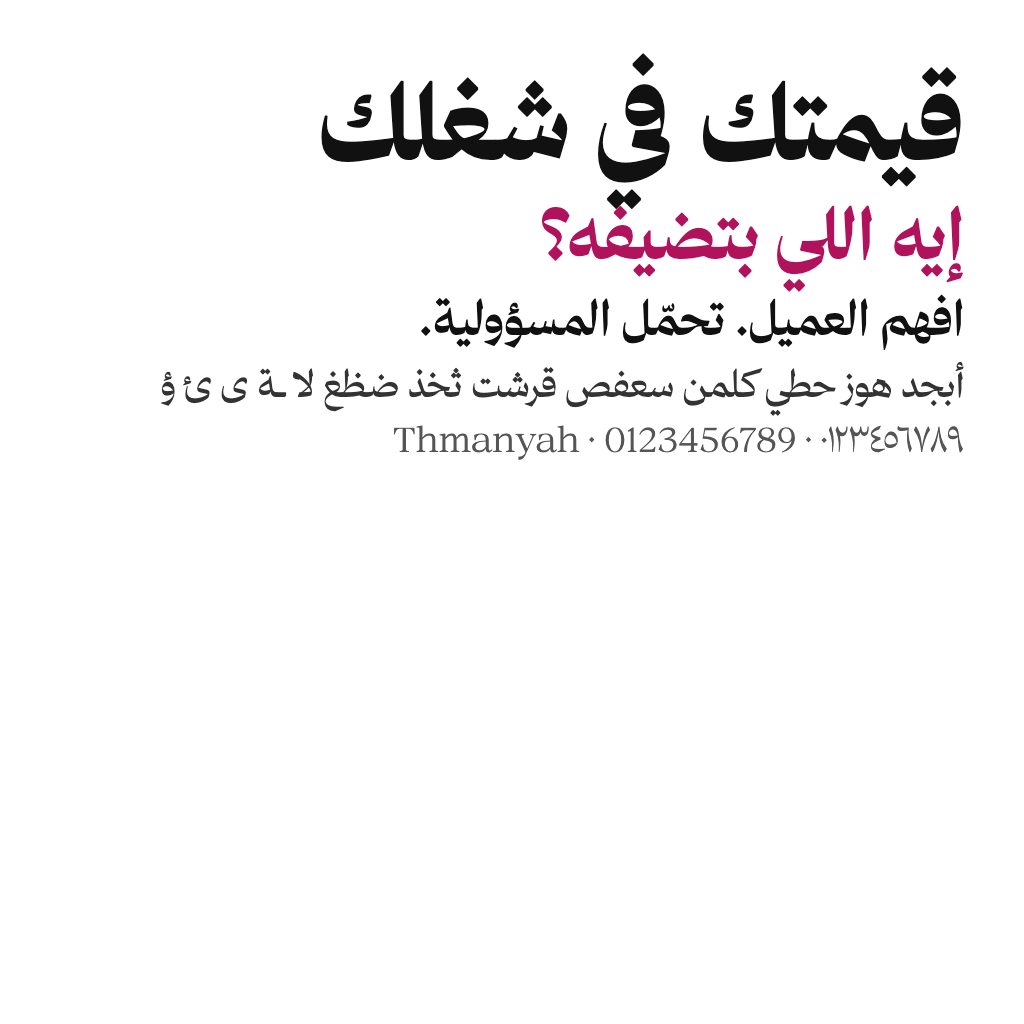 قيمتك في شغلك
إيه اللي بتضيفه؟
افهم العميل. تحمّل المسؤولية.
أبجد هوز حطي كلمن سعفص قرشت ثخذ ضظغ لا ـة ى ئ ؤ
٠١٢٣٤٥٦٧٨٩ · Thmanyah · 0123456789